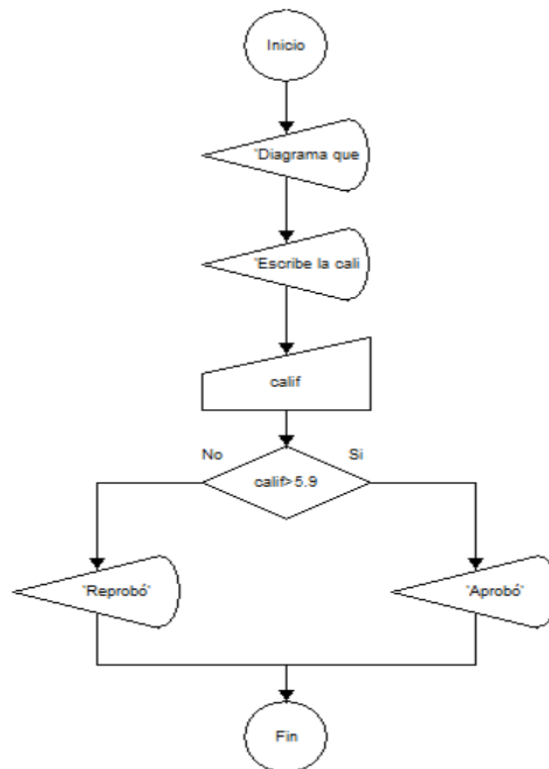 Inicio
"Diagrama que
"Escribe la cali
calif
No
Si
calif>5.9
"Reprobó"
"Aprobó"
Fin